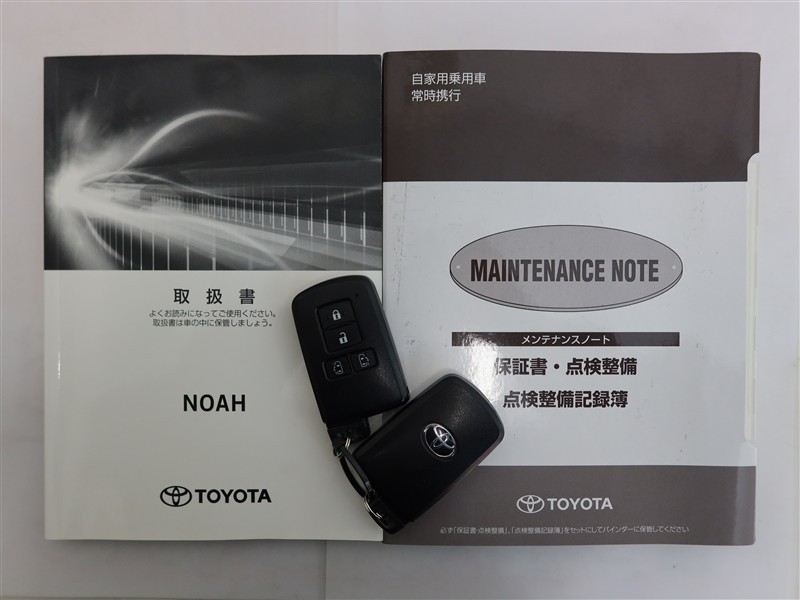 取扱書
よくお読みになってご使用ください。
取扱書は車の中に保管しましょう。
NOAH
TOYOTA
自家用乗用車
常時携行
MAINTENANCE NOTE
メンテナンスノート
保証書・点検整備
点検整備記録簿
TOYOTA
必ず「保証書・点検整備」、「点検整備記録簿」をセットにしてバインダーに保管してください